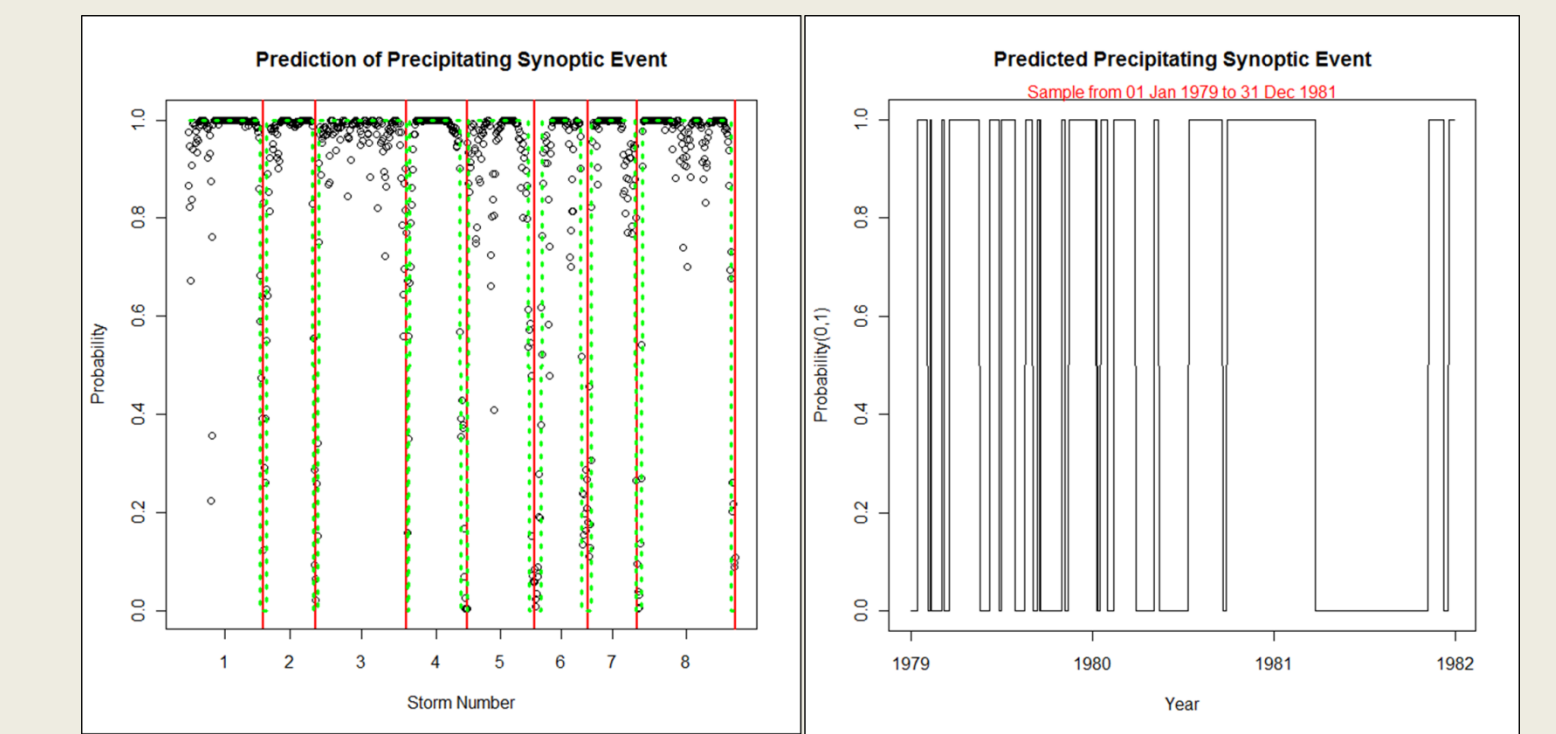 Prediction of Precipitating Synoptic Event
Probability
1.0
0.8
0.6
0.4
0.2
0.0
1 2 3 4 5 6 7 8
Storm Number
Predicted Precipitating Synoptic Event
Sample from 01 Jan 1979 to 31 Dec 1981
Probability(0,1)
1.0
0.8
0.6
0.4
0.2
0.0
1979 1980 1981 1982
Year